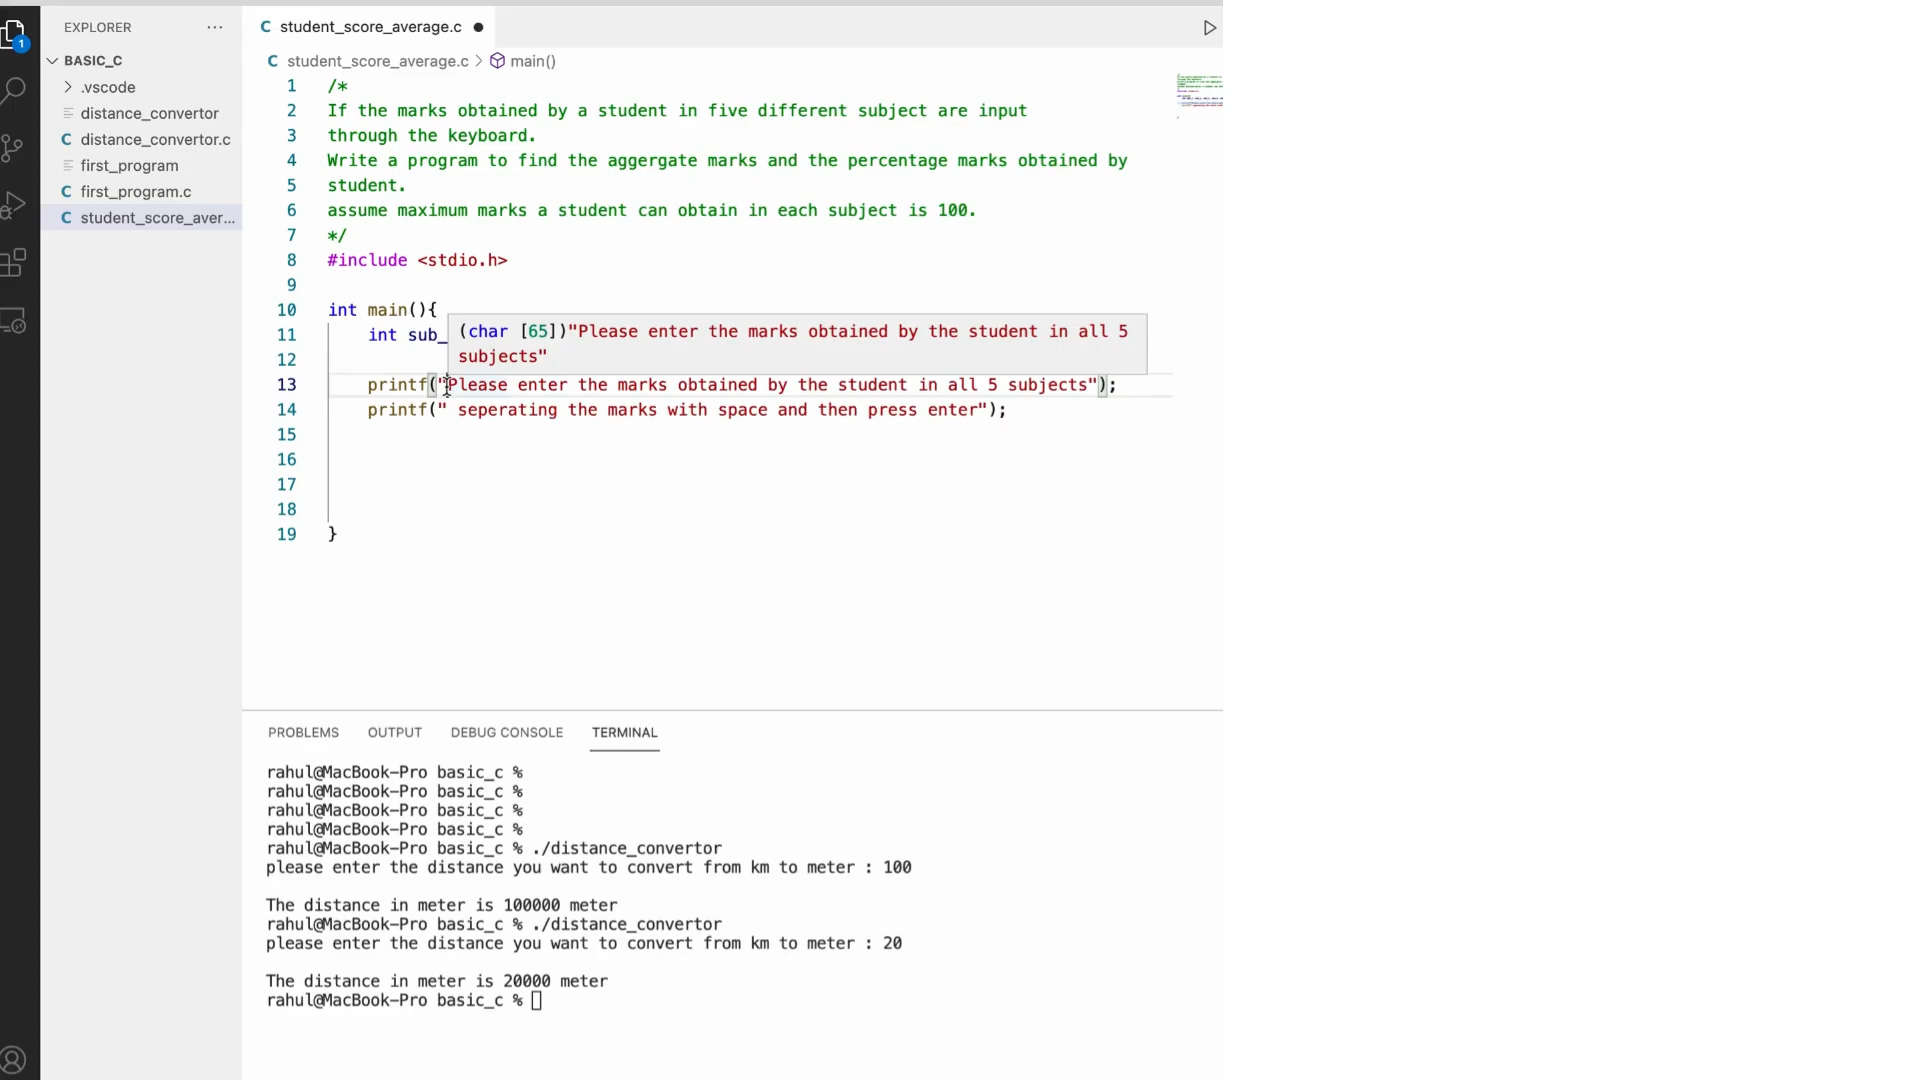 EXPLORER ···
1
BASIC_C
.vscode
distance_convertor
C distance_convertor.c
first_program
C first_program.c
C student_score_aver...
C student_score_average.c ●
C student_score_average.c > main()
1 /*
2 If the marks obtained by a student in five different subject are input
3 through the keyboard.
4 Write a program to find the aggergate marks and the percentage marks obtained by
5 student.
6 assume maximum marks a student can obtain in each subject is 100.
7 */
8 #include <stdio.h>
9
10 int main(){
(char [65])"Please enter the marks obtained by the student in all 5
11 int sub_
subjects"
12
13 printf("Please enter the marks obtained by the student in all 5 subjects");
14 printf(" seperating the marks with space and then press enter");
15
16
17
18
19 }
PROBLEMS OUTPUT DEBUG CONSOLE TERMINAL
rahul@MacBook-Pro basic_c %
rahul@MacBook-Pro basic_c %
rahul@MacBook-Pro basic_c %
rahul@MacBook-Pro basic_c %
rahul@MacBook-Pro basic_c % ./distance_convertor
please enter the distance you want to convert from km to meter : 100
The distance in meter is 100000 meter
rahul@MacBook-Pro basic_c % ./distance_convertor
please enter the distance you want to convert from km to meter : 20
The distance in meter is 20000 meter
rahul@MacBook-Pro basic_c %